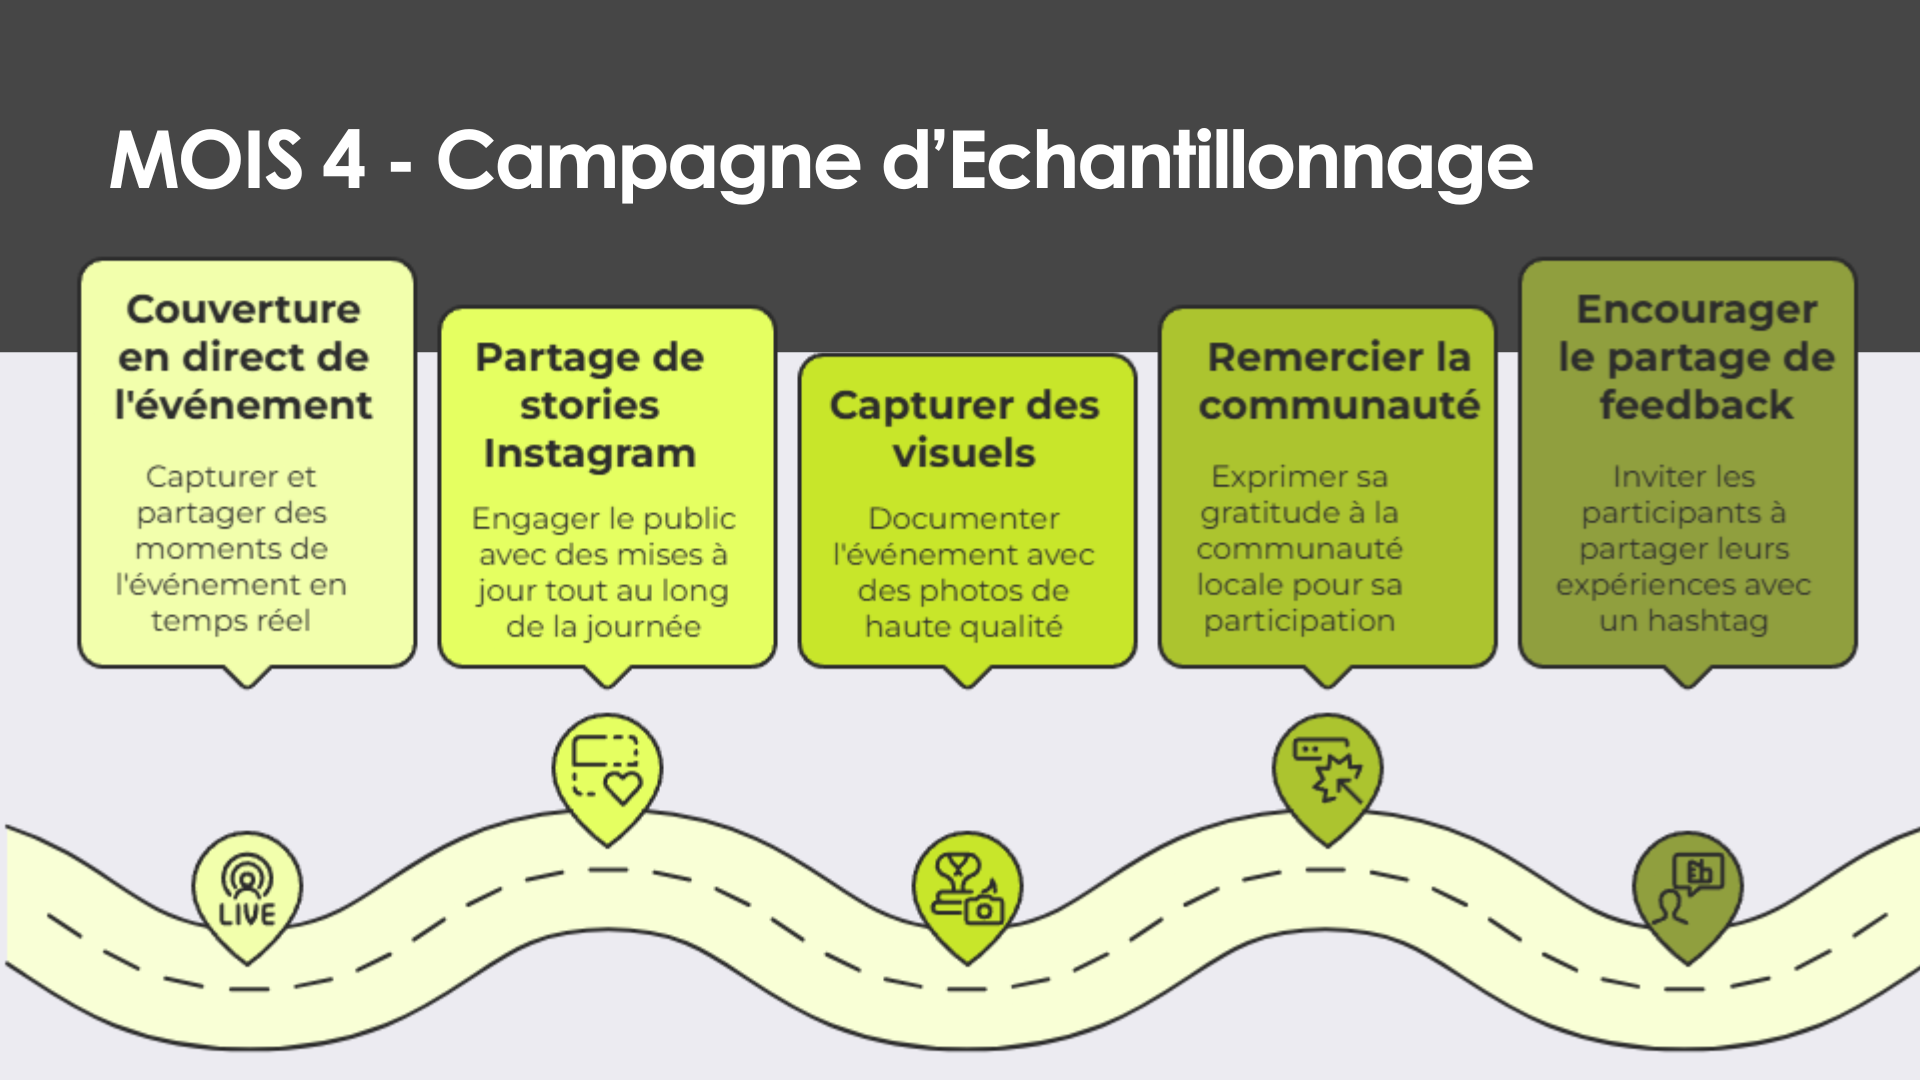 MOIS 4 - Campagne d’Echantillonnage
Couverture
en direct de
l'événement
Capturer et
partager des
moments de
l'événement en
temps réel
Partage de
stories
Instagram
Engager le public
avec des mises à
jour tout au long
de la journée
Capturer des
visuels
Documenter
l'événement avec
des photos de
haute qualité
Remercier la
communauté
Exprimer sa
gratitude à la
communauté
locale pour sa
participation
Encourager
le partage de
feedback
Inviter les
participants à
partager leurs
expériences avec
un hashtag
LIVE